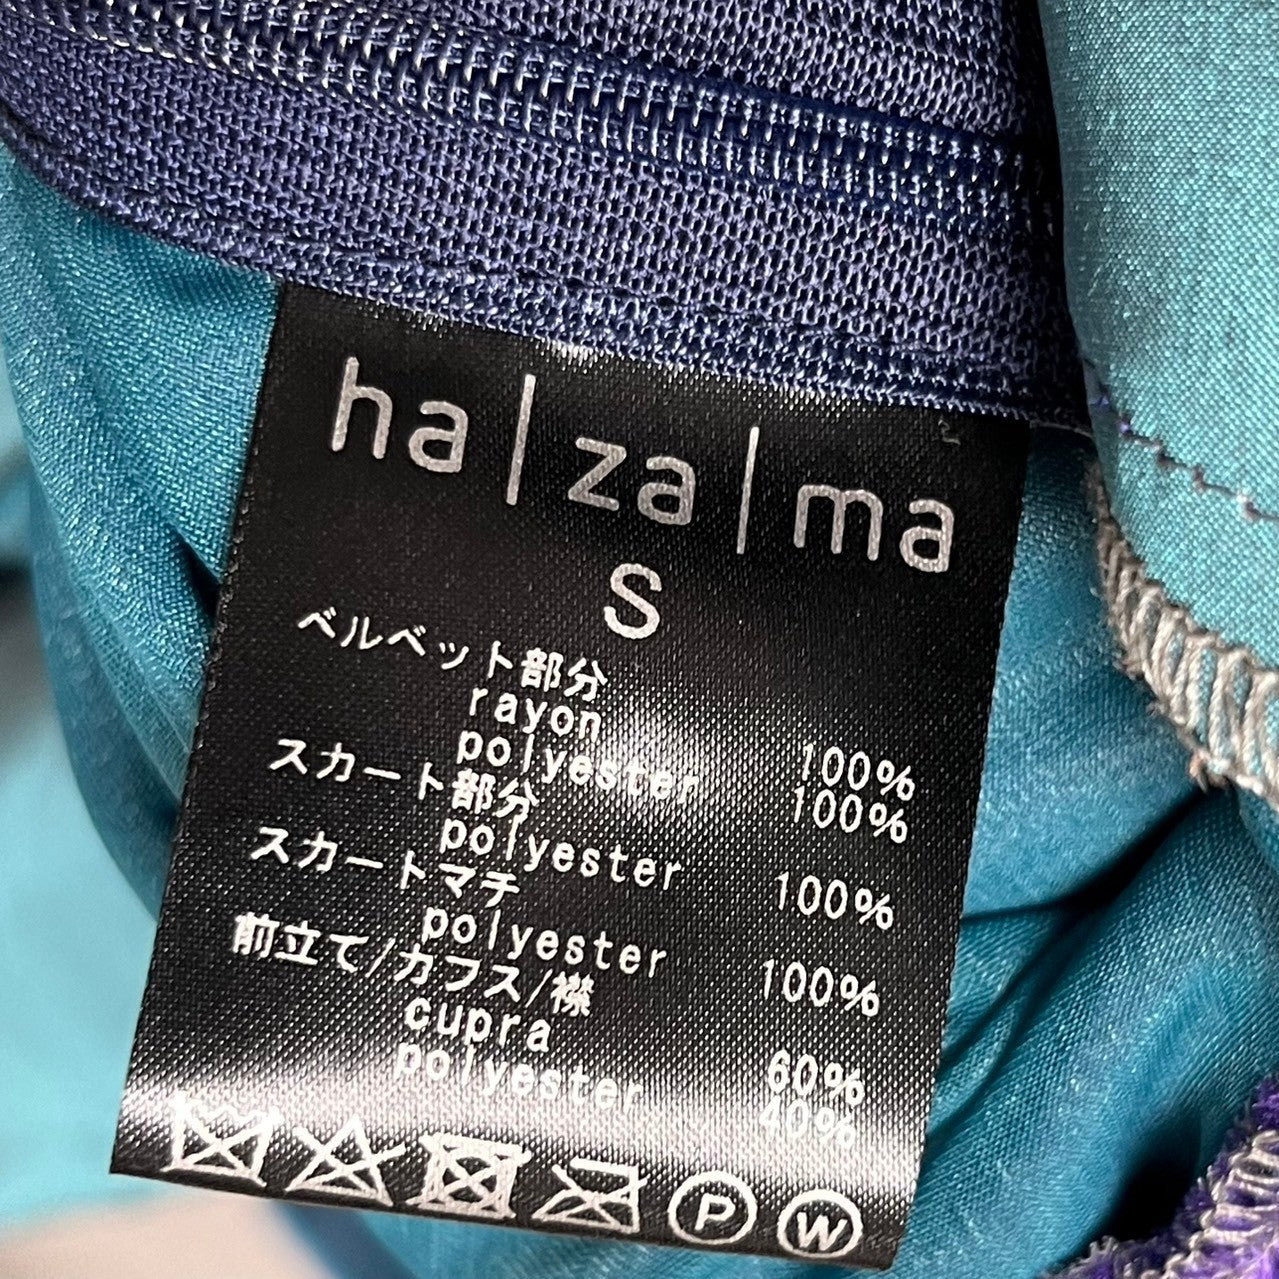 ha|za|ma
S
ベルベット部分
rayon 100%
polyester 100%
スカート部分
polyester 100%
スカートマチ
polyester 100%
前立て/カフス/襟
cupra 60%
polyester 40%
P W